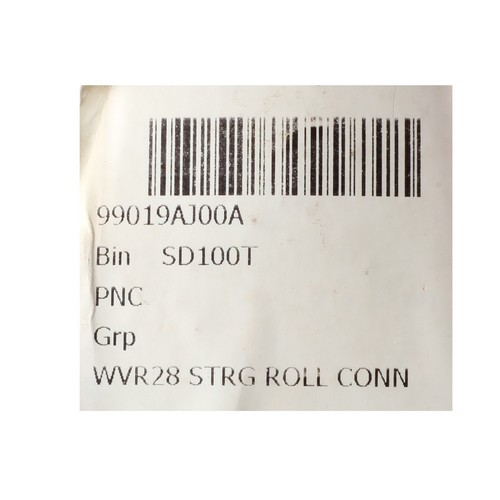 99019AJ00A
Bin SD100T
PNC
Grp
WVR28 STRG ROLL CONN